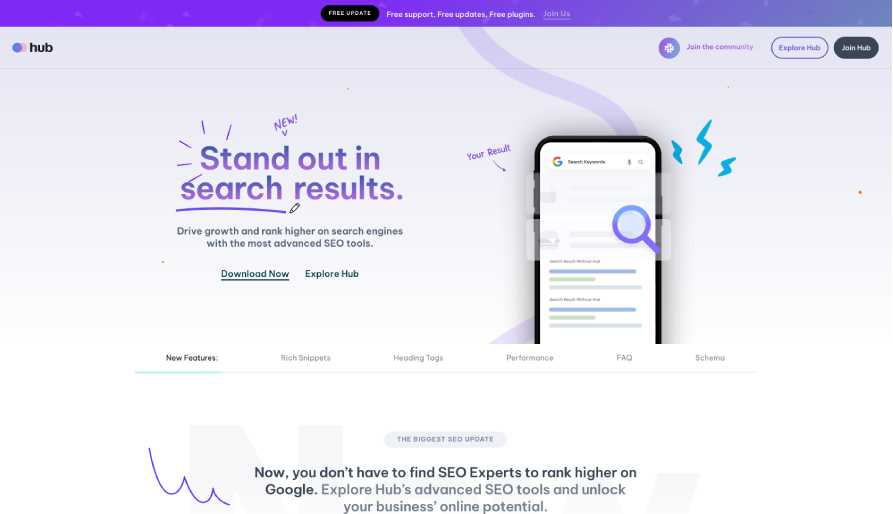 FREE UPDATE
Free support, Free updates, Free plugins.
Join Us
hub
Join the community
Explore Hub
Join Hub
NEW!
Stand out in
search results.
Drive growth and rank higher on search engines
with the most advanced SEO tools.
Download Now
Explore Hub
Your Result
Search Keywords
Search Result Without Hub
Search Result Without Hub
New Features:
Rich Snippets
Heading Tags
Performance
FAQ
Schema
THE BIGGEST SEO UPDATE
Now, you don’t have to find SEO Experts to rank higher on
Google. Explore Hub’s advanced SEO tools and unlock
your business’ online potential.